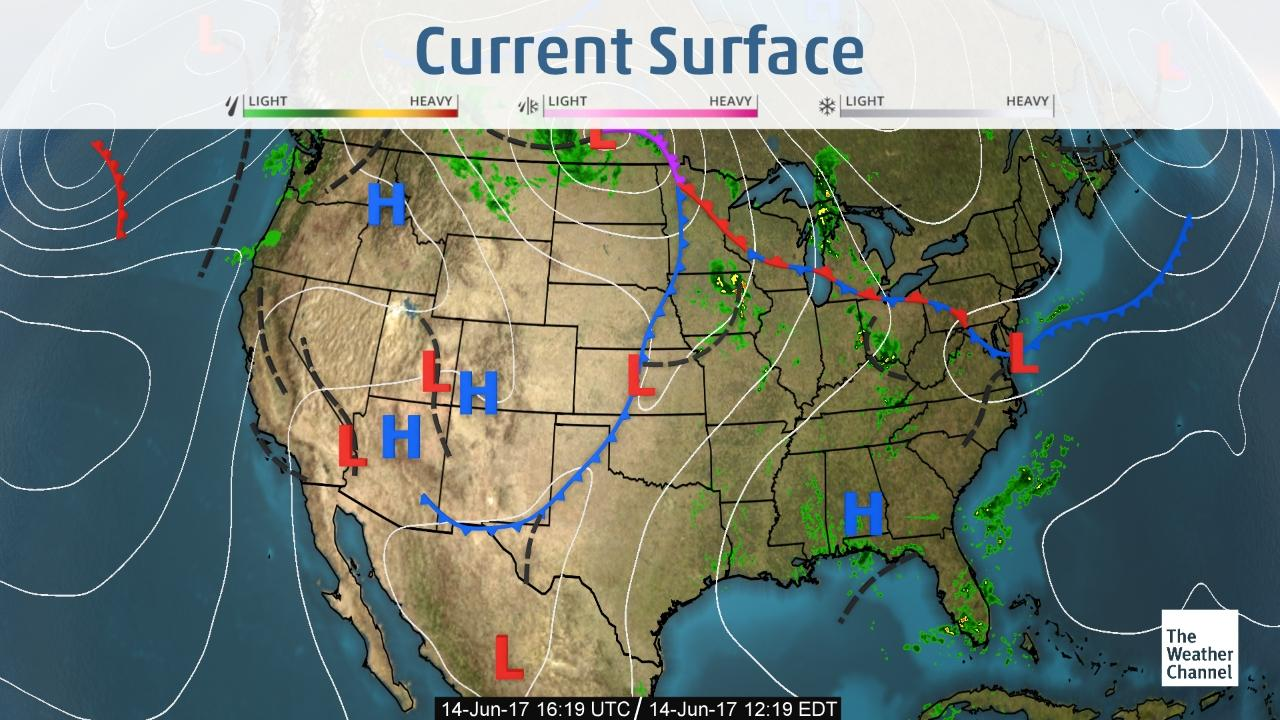 Current Surface
LIGHT HEAVY LIGHT HEAVY LIGHT HEAVY
L L
H
L
H
L H L
H
L
H
L
The
Weather
Channel
14-Jun-17 16:19 UTC / 14-Jun-17 12:19 EDT